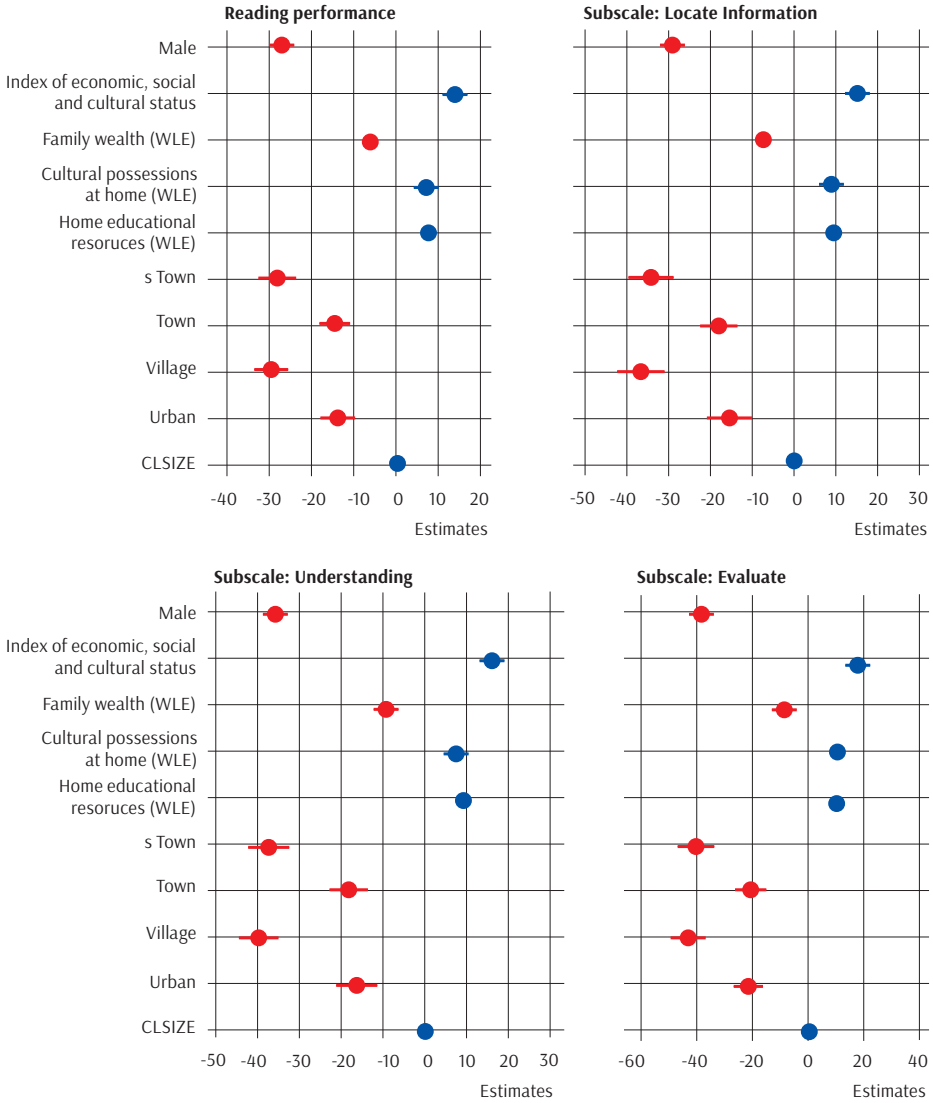 Reading performance
Subscale: Locate Information
Male
Index of economic, social
and cultural status
Family wealth (WLE)
Cultural possessions
at home (WLE)
Home educational
resoruces (WLE)
s Town
Town
Village
Urban
CLSIZE
-40 -30 -20 -10 0 10 20
Estimates
-50 -40 -30 -20 -10 0 10 20 30
Estimates
Subscale: Understanding
Subscale: Evaluate
Male
Index of economic, social
and cultural status
Family wealth (WLE)
Cultural possessions
at home (WLE)
Home educational
resoruces (WLE)
s Town
Town
Village
Urban
CLSIZE
-50 -40 -30 -20 -10 0 10 20 30
Estimates
-60 -40 -20 0 20 40
Estimates